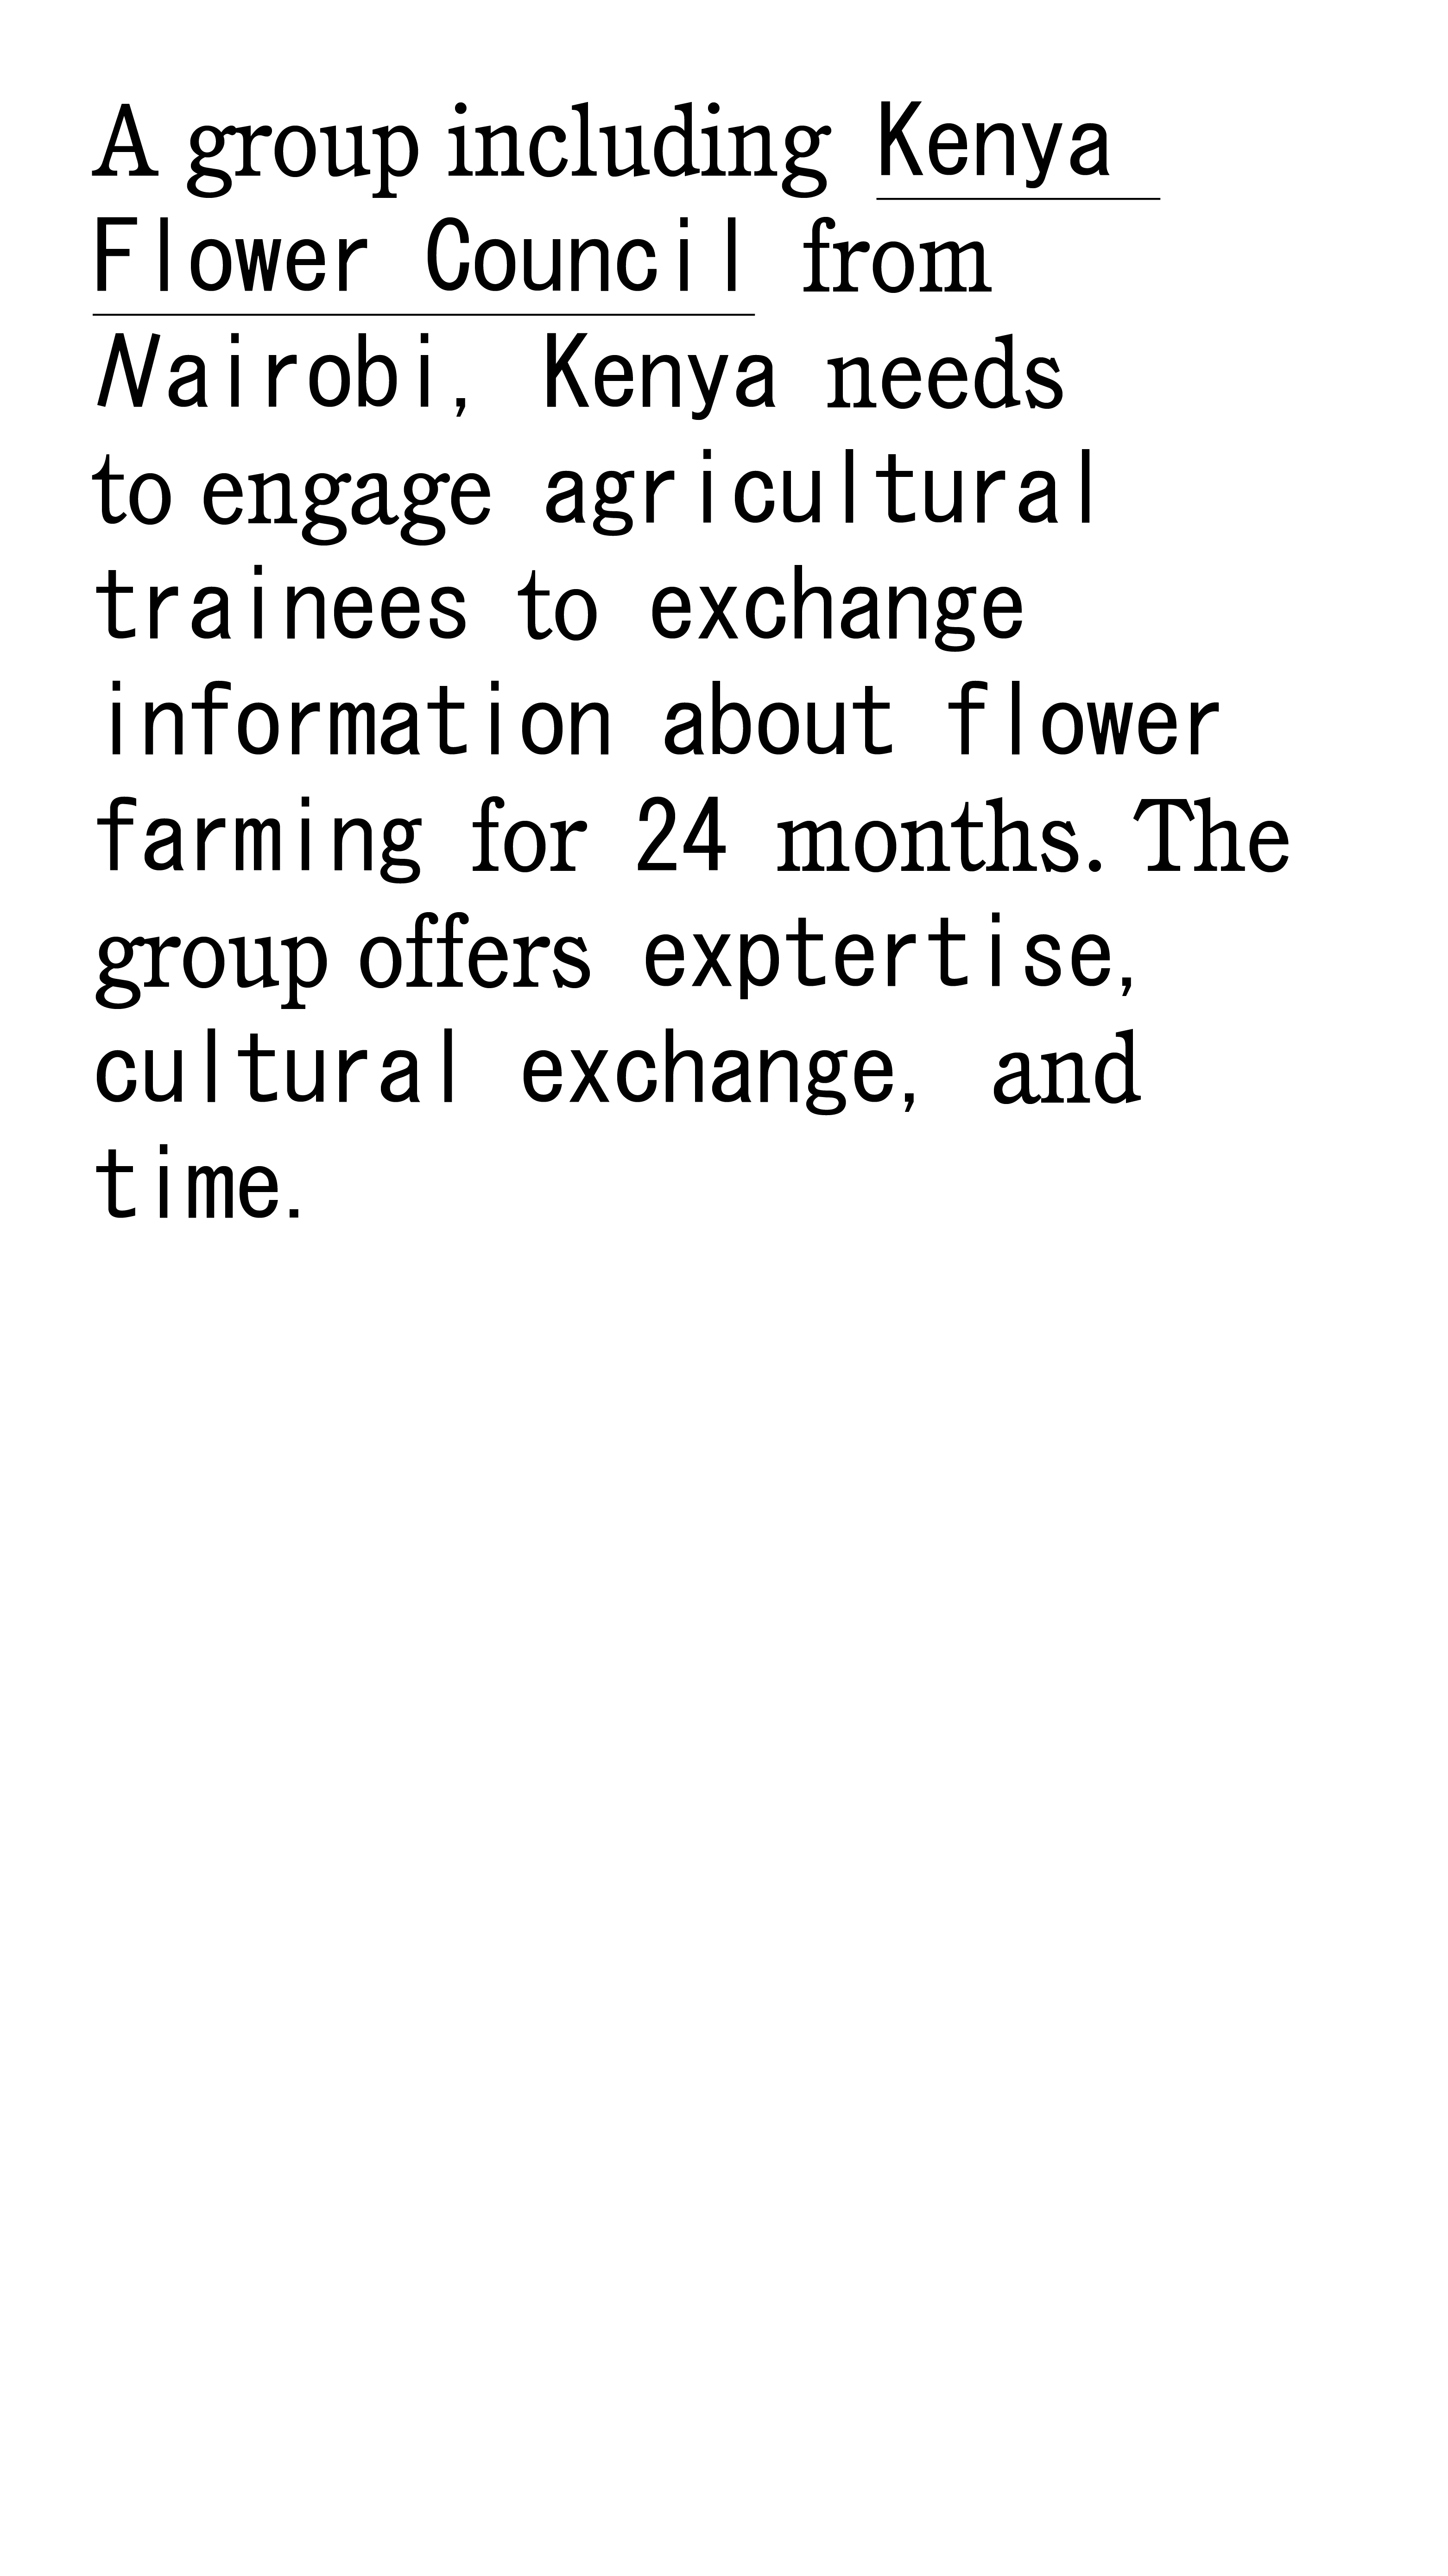 A group including Kenya
Flower Council from
Nairobi, Kenya needs
to engage agricultural
trainees to exchange
information about flower
farming for 24 months. The
group offers exptertise,
cultural exchange, and
time.